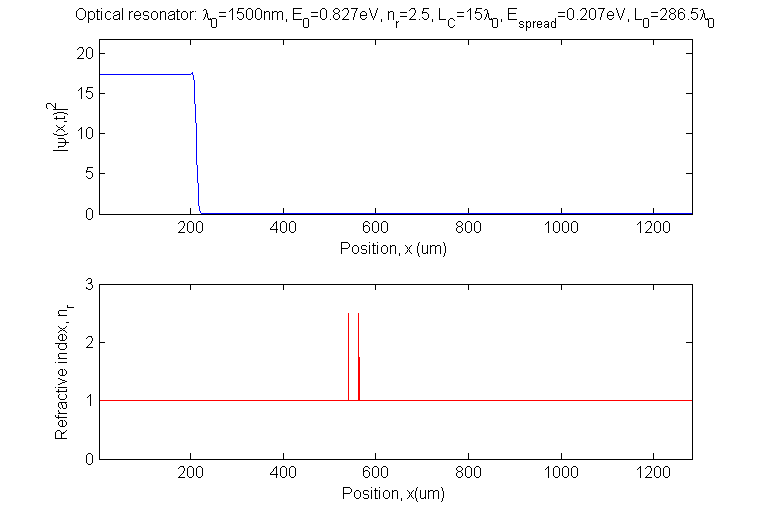 Optical resonator: λ₀=1500nm, E₀=0.827eV, nᵣ=2.5, L_C=15λ₀, E_spread=0.207eV, L₀=286.5λ₀
20
15
10
5
0
|ψ(x,t)|²
200 400 600 800 1000 1200
Position, x (um)
3
2
1
0
Refractive index, nᵣ
200 400 600 800 1000 1200
Position, x(um)